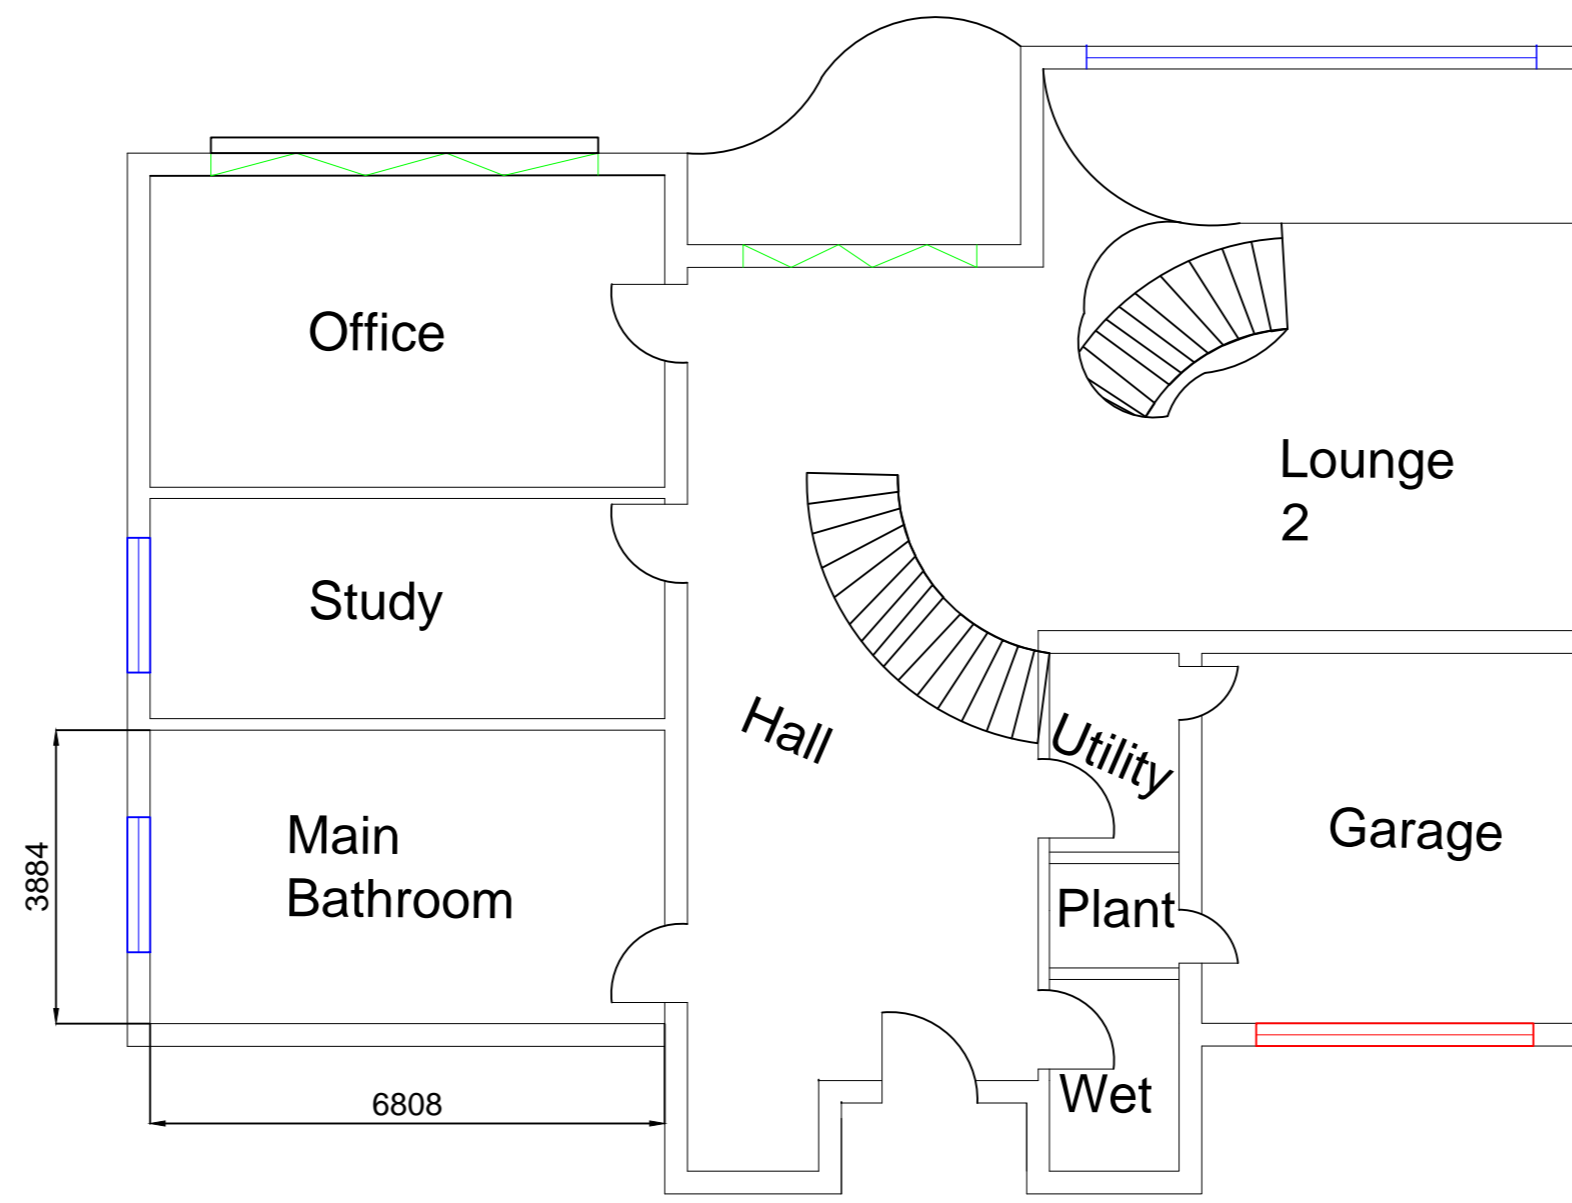 Office
Lounge
2
Study
Hall
Utility
Main
Bathroom
Garage
3884
Plant
Wet
6808